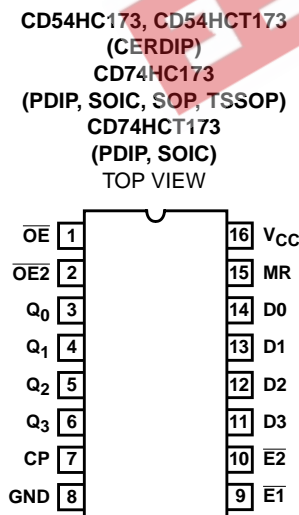 CD54HC173, CD54HCT173
(CERDIP)
CD74HC173
(PDIP, SOIC, SOP, TSSOP)
CD74HCT173
(PDIP, SOIC)
TOP VIEW
OE 1 16 VCC
OE2 2 15 MR
Q0 3 14 D0
Q1 4 13 D1
Q2 5 12 D2
Q3 6 11 D3
CP 7 10 E2
GND 8 9 E1